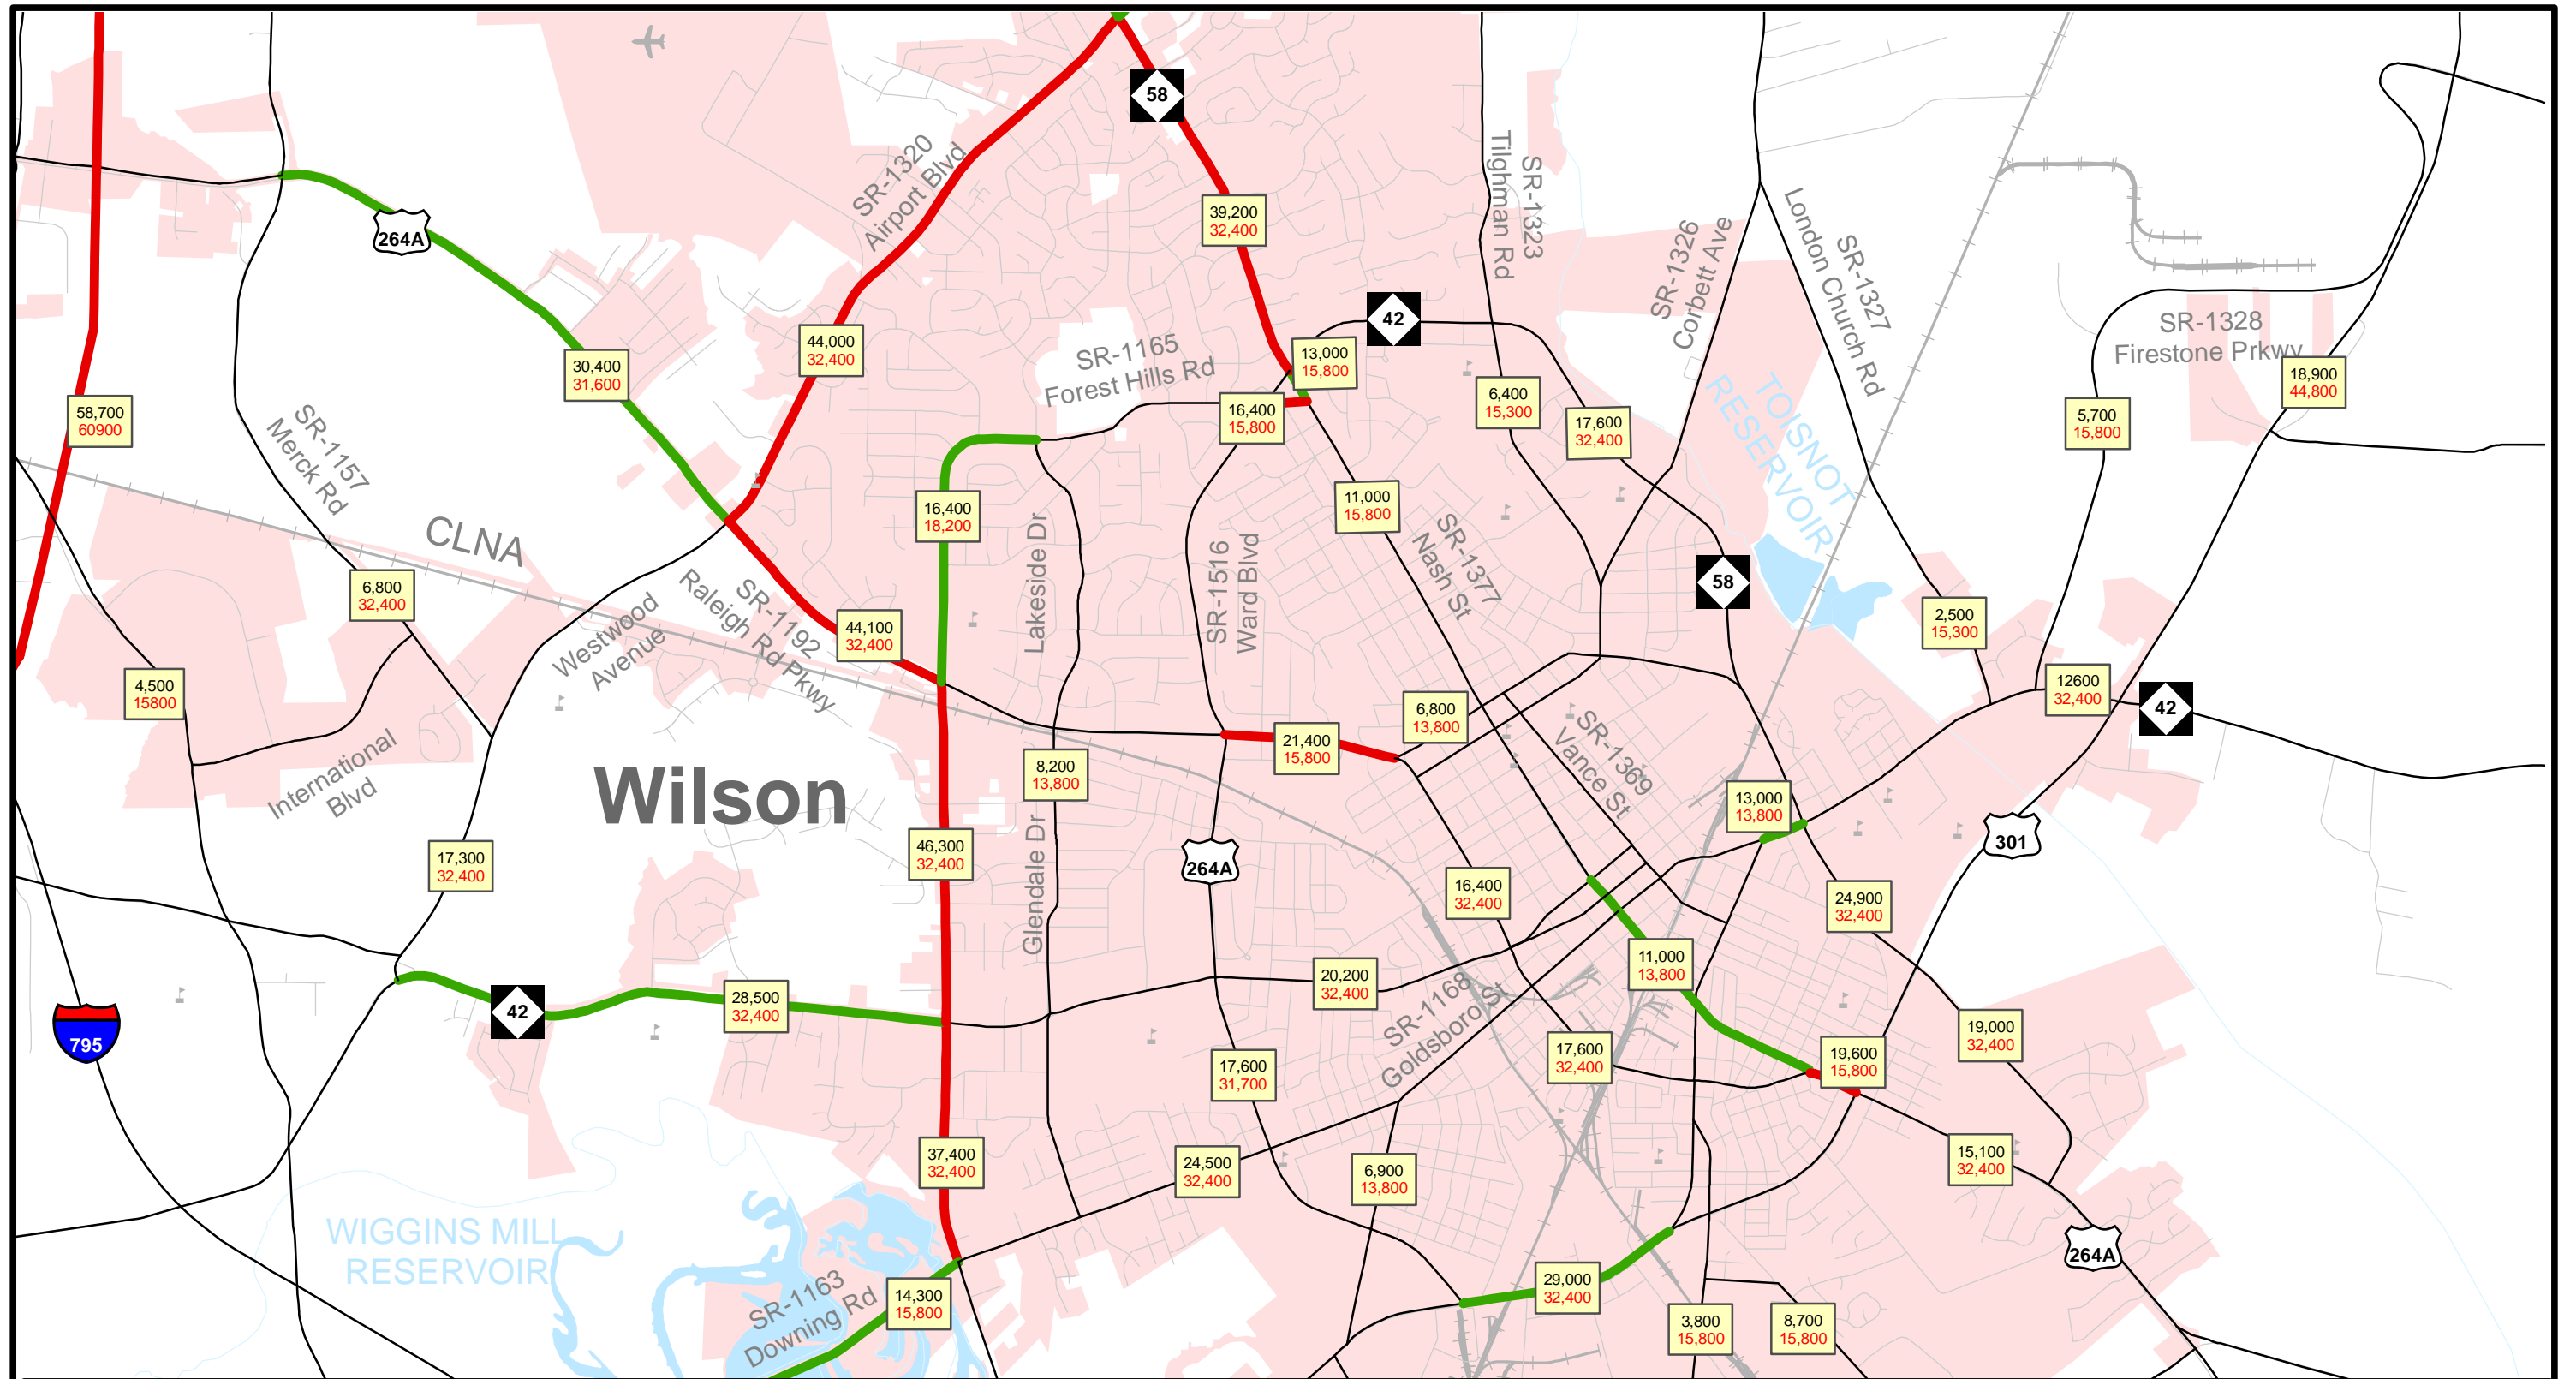 58
SR-1320
Airport Blvd
39,200
32,400
SR-1323
Tilghman Rd
264A
SR-1326
Corbett Ave
SR-1327
London Church Rd
42
SR-1328
Firestone Prkwy
44,000
32,400
SR-1165
Forest Hills Rd
13,000
15,800
30,400
31,600
18,900
44,800
58,700
60900
16,400
15,800
6,400
15,300
17,600
32,400
TOISNOT
RESERVOIR
5,700
15,800
SR-1157
Merck Rd
16,400
18,200
11,000
15,800
CLNA
Lakeside Dr
SR-1516
Ward Blvd
SR-1377
Nash St
58
6,800
32,400
Westwood
Avenue
SR-1192
Raleigh Rd Pkwy
44,100
32,400
2,500
15,300
4,500
15800
12600
32,400
42
6,800
13,800
21,400
15,800
SR-1369
Vance St
International
Blvd
Wilson
8,200
13,800
13,000
13,800
301
17,300
32,400
46,300
32,400
264A
Glendale Dr
16,400
32,400
24,900
32,400
11,000
13,800
20,200
32,400
SR-1168
Goldsboro St
42
28,500
32,400
795
19,000
32,400
17,600
31,700
17,600
32,400
19,600
15,800
37,400
32,400
24,500
32,400
6,900
13,800
15,100
32,400
WIGGINS MILL
RESERVOIR
264A
SR-1163
Downing Rd
14,300
15,800
29,000
32,400
3,800
15,800
8,700
15,800